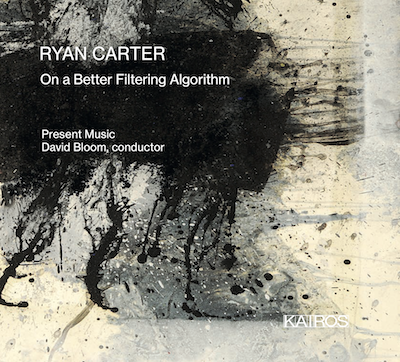 RYAN CARTER
On a Better Filtering Algorithm
Present Music
David Bloom, conductor
KAIROS